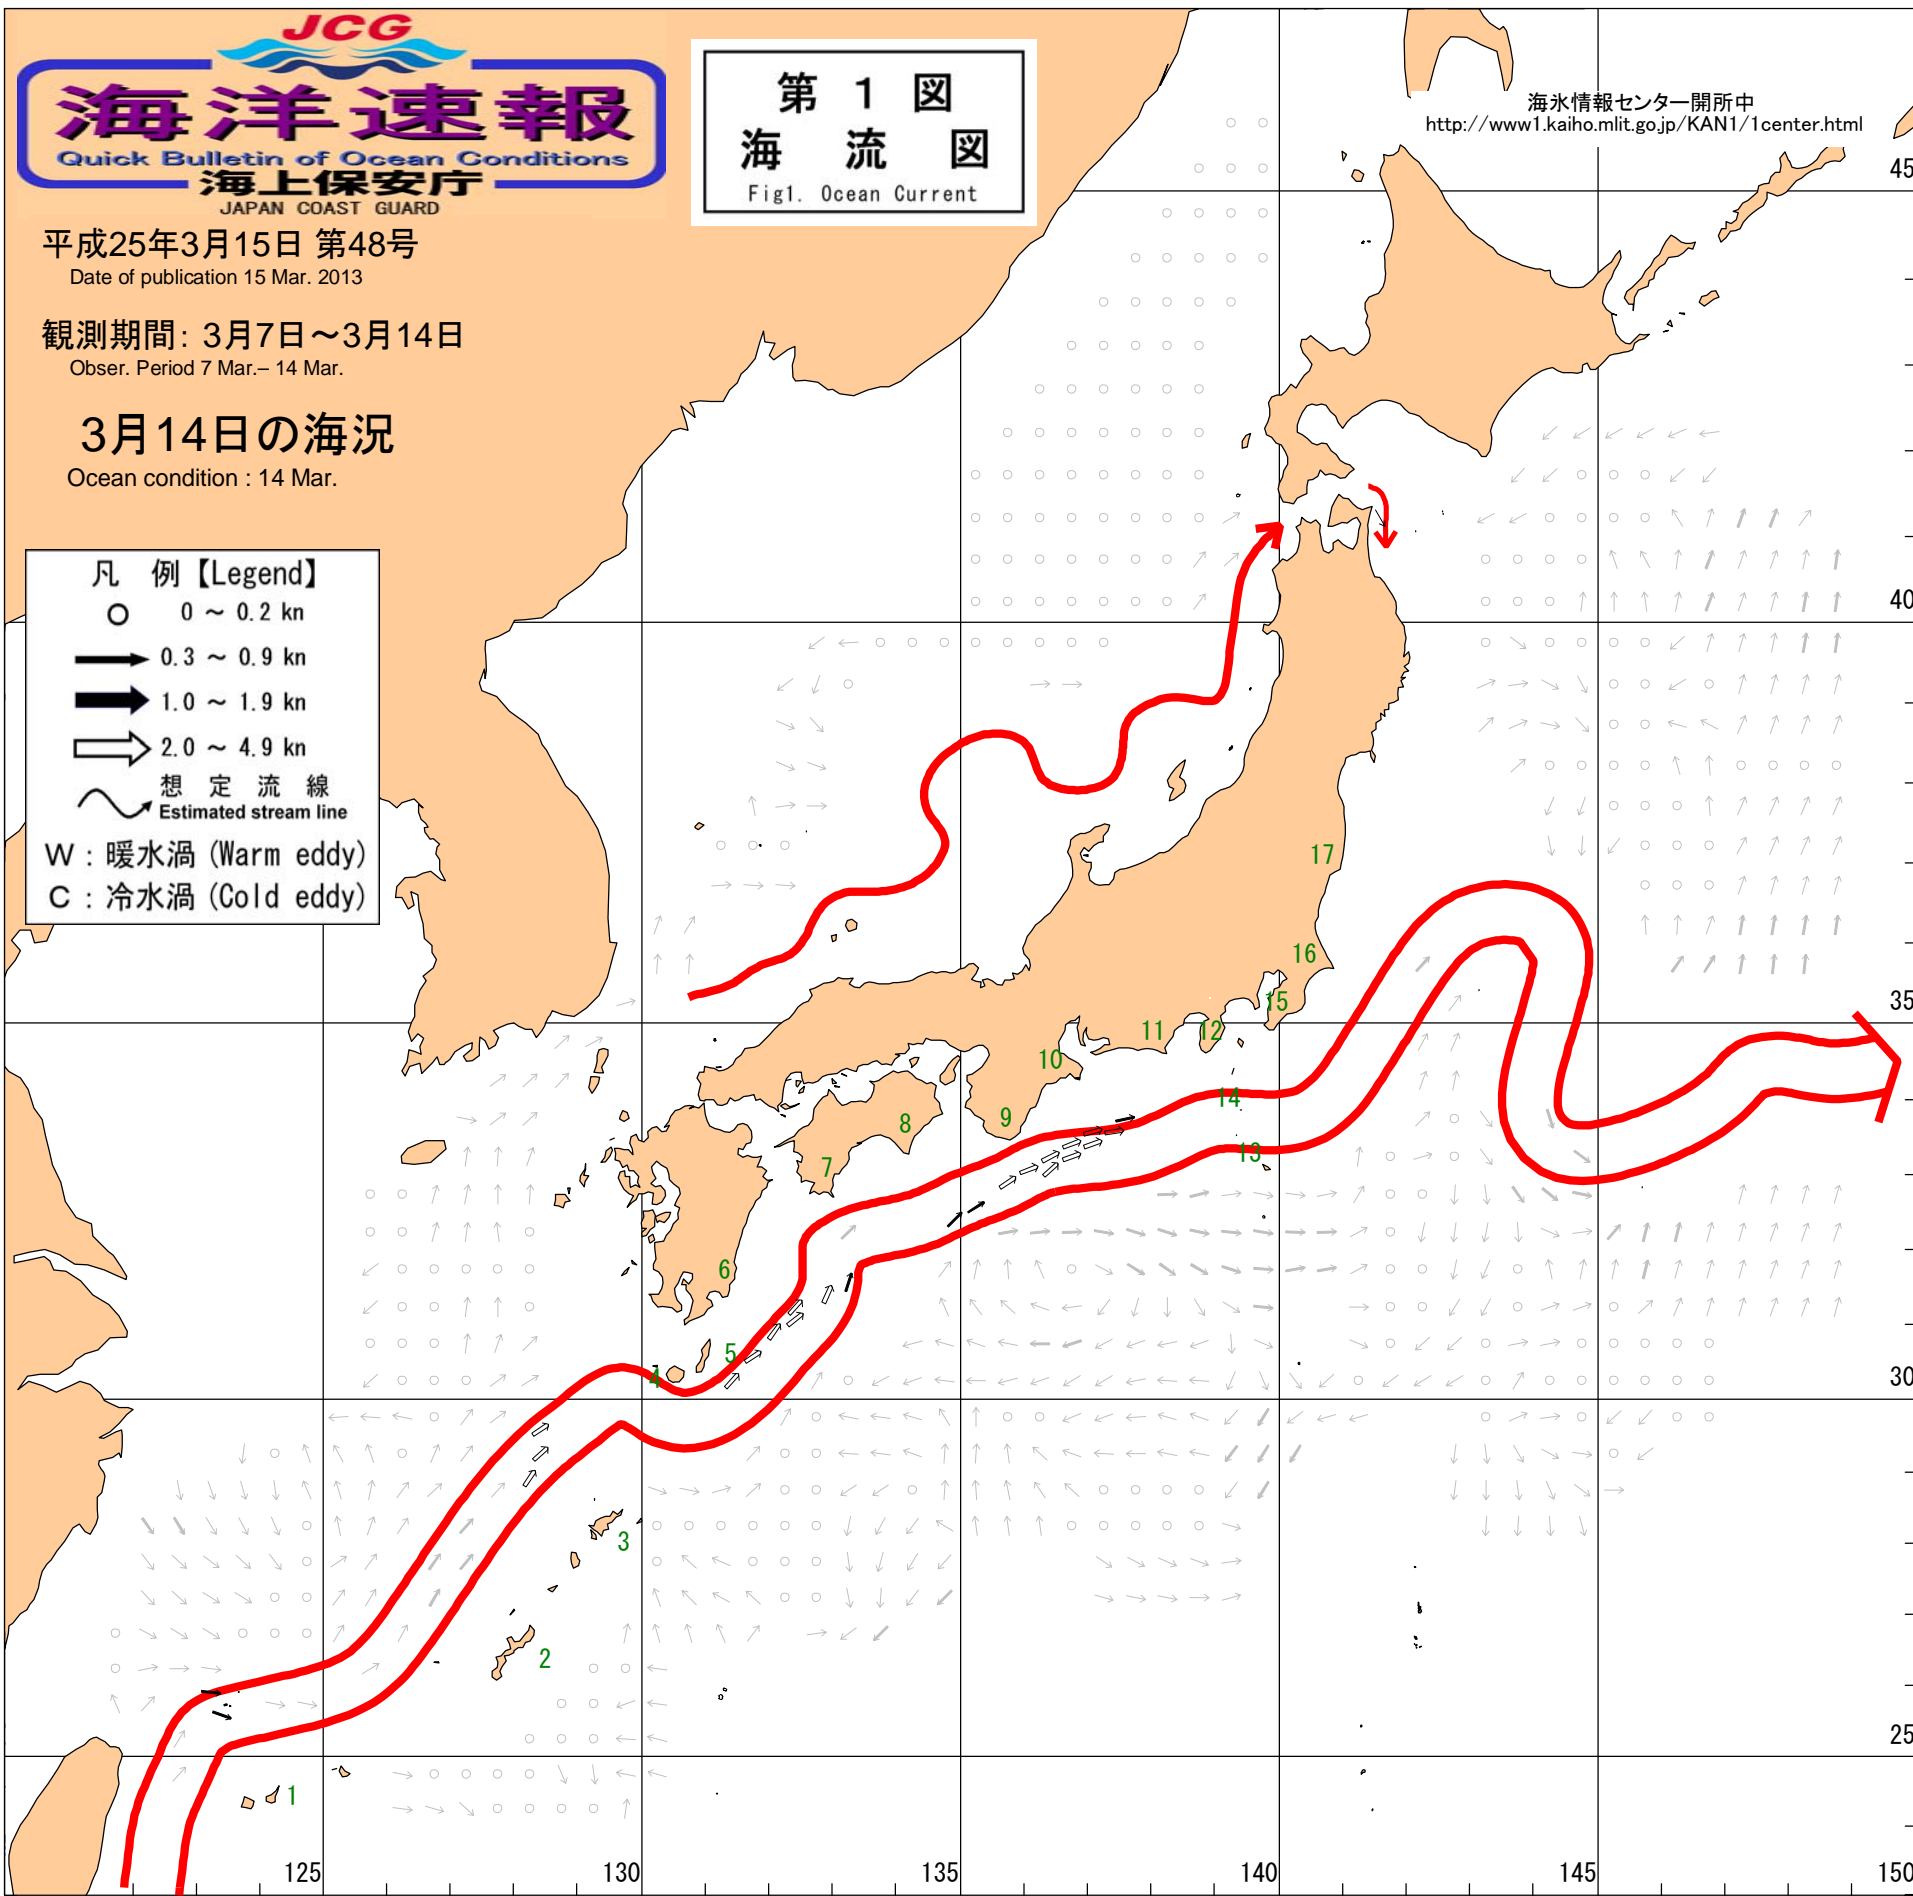 JCG
海洋速報
Quick Bulletin of Ocean Conditions
海上保安庁
JAPAN COAST GUARD
第 1 図
海 流 図
Fig1. Ocean Current
海氷情報センター開所中
http://www1.kaiho.mlit.go.jp/KAN1/1center.html
平成25年3月15日 第48号
Date of publication 15 Mar. 2013
観測期間: 3月7日~3月14日
Obser. Period 7 Mar.– 14 Mar.
3月14日の海況
Ocean condition : 14 Mar.
凡 例【Legend】
0 ~ 0.2 kn
0.3 ~ 0.9 kn
1.0 ~ 1.9 kn
2.0 ~ 4.9 kn
想 定 流 線
Estimated stream line
W : 暖水渦 (Warm eddy)
C : 冷水渦 (Cold eddy)
45
40
17
16
35
15
12
11
10
14
9
8
13
7
6
5
4
30
3
2
25
1
125
130
135
140
145
150